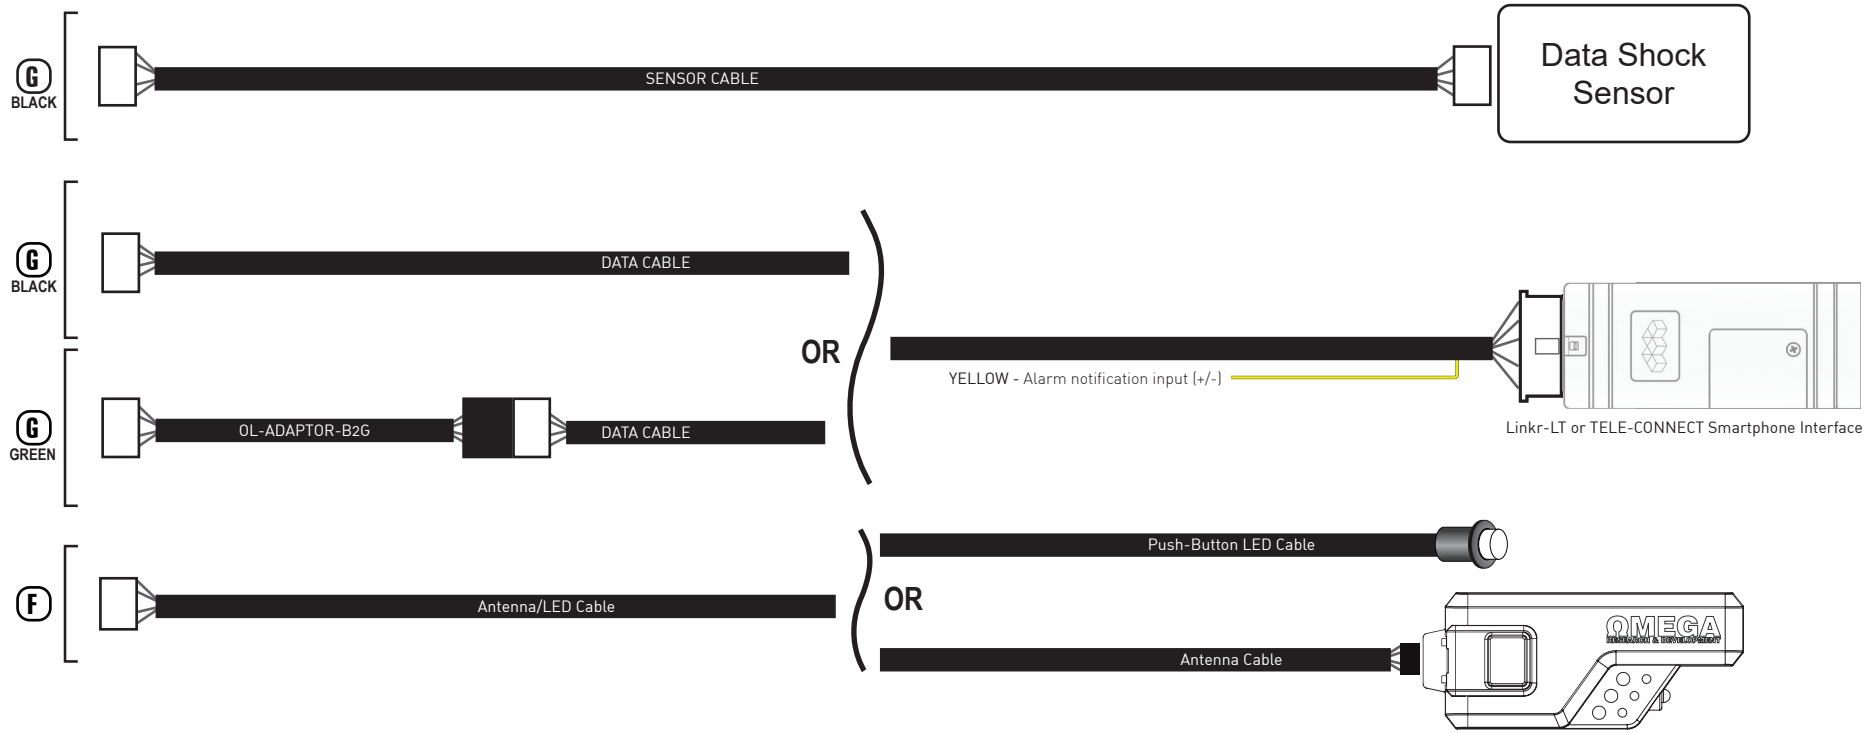 G
BLACK
SENSOR CABLE
Data Shock
Sensor
G
BLACK
DATA CABLE
OR
YELLOW - Alarm notification input (+/-)
Linkr-LT or TELE-CONNECT Smartphone Interface
G
GREEN
OL-ADAPTOR-B2G
DATA CABLE
F
Antenna/LED Cable
OR
Push-Button LED Cable
Antenna Cable
OMEGA
RESEARCH & DEVELOPMENT